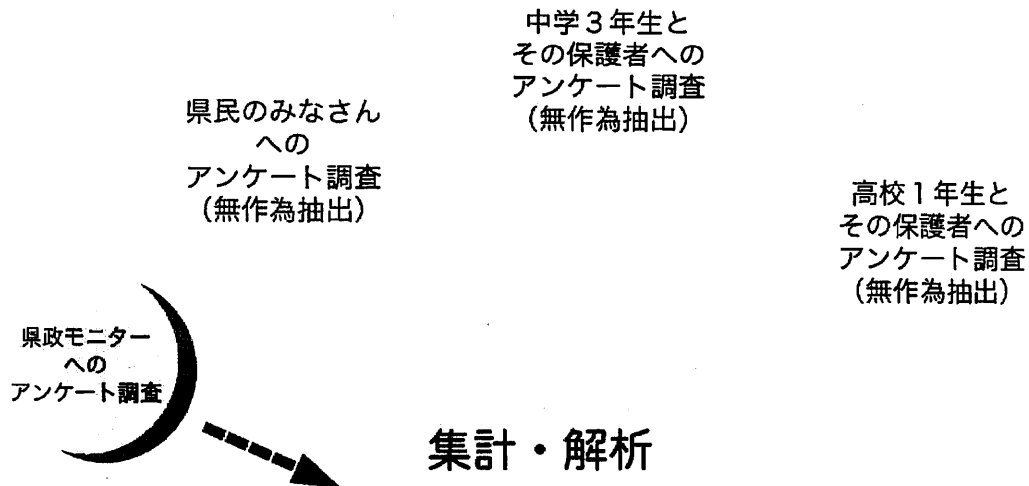 中学3年生と
その保護者への
アンケート調査
(無作為抽出)
県民のみなさん
への
アンケート調査
(無作為抽出)
高校1年生と
その保護者への
アンケート調査
(無作為抽出)
県政モニター
への
アンケート調査
集計・解析